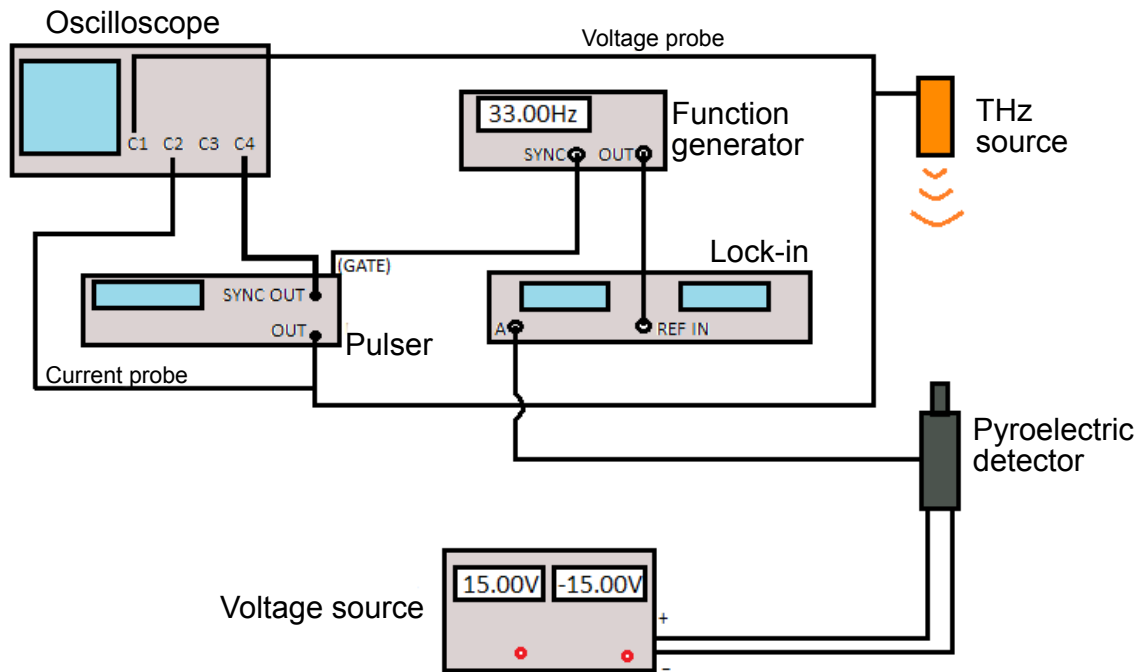 Oscilloscope
Voltage probe
C1 C2 C3 C4
33.00Hz
SYNC OUT
Function
generator
THz
source
(GATE)
SYNC OUT
OUT
Pulser
Current probe
Lock-in
A REF IN
Pyroelectric
detector
15.00V -15.00V
Voltage source
+
−